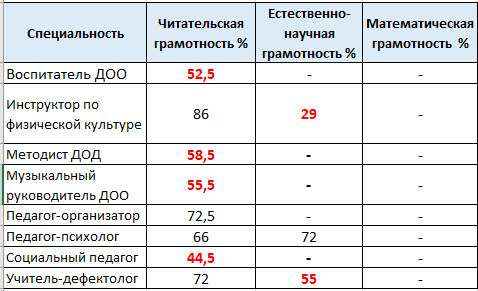 Специальность Читательская грамотность % Естественно-научная грамотность % Математическая грамотность %
Воспитатель ДОО 52,5 - -
Инструктор по физической культуре 86 29 -
Методист ДОД 58,5 - -
Музыкальный руководитель ДОО 55,5 - -
Педагог-организатор 72,5 - -
Педагог-психолог 66 72 -
Социальный педагог 44,5 - -
Учитель-дефектолог 72 55 -